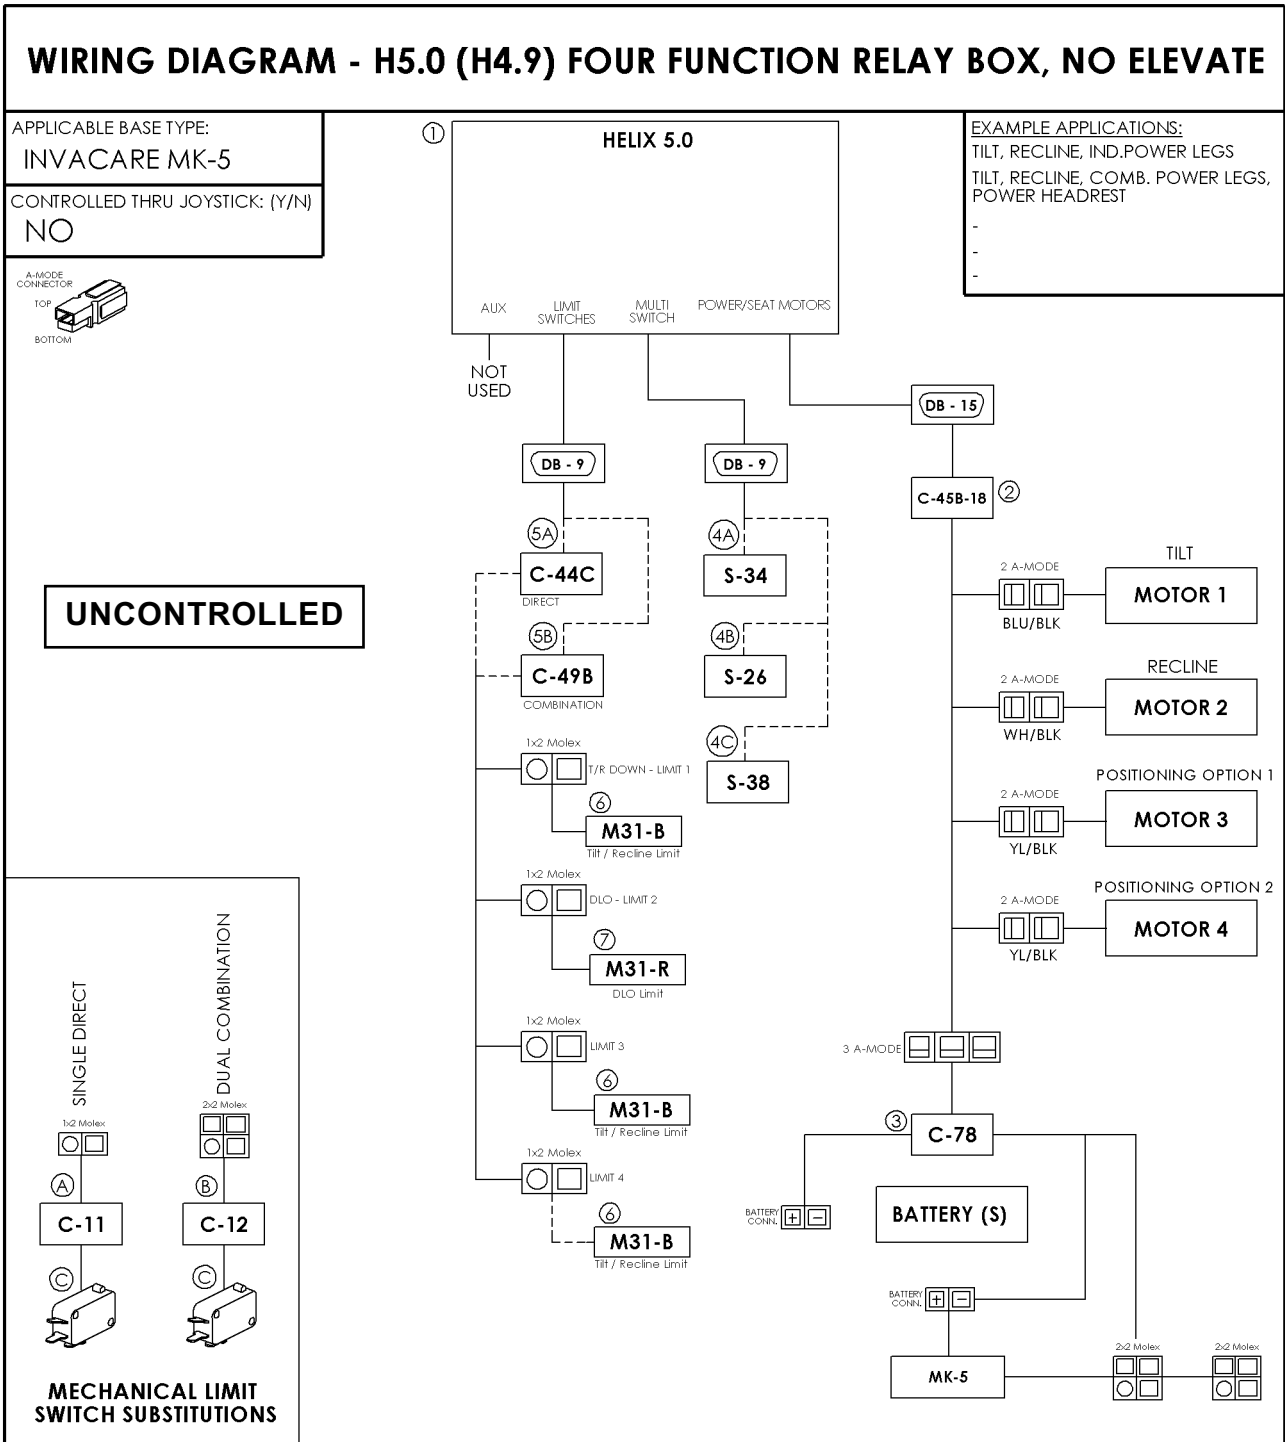 WIRING DIAGRAM - H5.0 (H4.9) FOUR FUNCTION RELAY BOX, NO ELEVATE
APPLICABLE BASE TYPE:
INVACARE MK-5
CONTROLLED THRU JOYSTICK: (Y/N)
NO
A-MODE
CONNECTOR
TOP
BOTTOM
1
HELIX 5.0
AUX
LIMIT
SWITCHES
MULTI
SWITCH
POWER/SEAT MOTORS
EXAMPLE APPLICATIONS:
TILT, RECLINE, IND.POWER LEGS
TILT, RECLINE, COMB. POWER LEGS,
POWER HEADREST
-
-
-
NOT
USED
DB - 9
DB - 9
DB - 15
C-45B-18
2
5A
C-44C
DIRECT
5B
C-49B
COMBINATION
4A
S-34
4B
S-26
4C
S-38
UNCONTROLLED
TILT
2 A-MODE
MOTOR 1
BLU/BLK
RECLINE
2 A-MODE
MOTOR 2
WH/BLK
POSITIONING OPTION 1
2 A-MODE
MOTOR 3
YL/BLK
POSITIONING OPTION 2
2 A-MODE
MOTOR 4
YL/BLK
1x2 Molex
T/R DOWN - LIMIT 1
6
M31-B
Tilt / Recline Limit
1x2 Molex
DLO - LIMIT 2
7
M31-R
DLO Limit
1x2 Molex
LIMIT 3
6
M31-B
Tilt / Recline Limit
1x2 Molex
LIMIT 4
6
M31-B
Tilt / Recline Limit
3 A-MODE
3
C-78
BATTERY
CONN.
+ -
BATTERY (S)
BATTERY
CONN.
+ -
MK-5
2x2 Molex
2x2 Molex
SINGLE DIRECT
DUAL COMBINATION
1x2 Molex
2x2 Molex
A
C-11
C
B
C-12
C
MECHANICAL LIMIT
SWITCH SUBSTITUTIONS